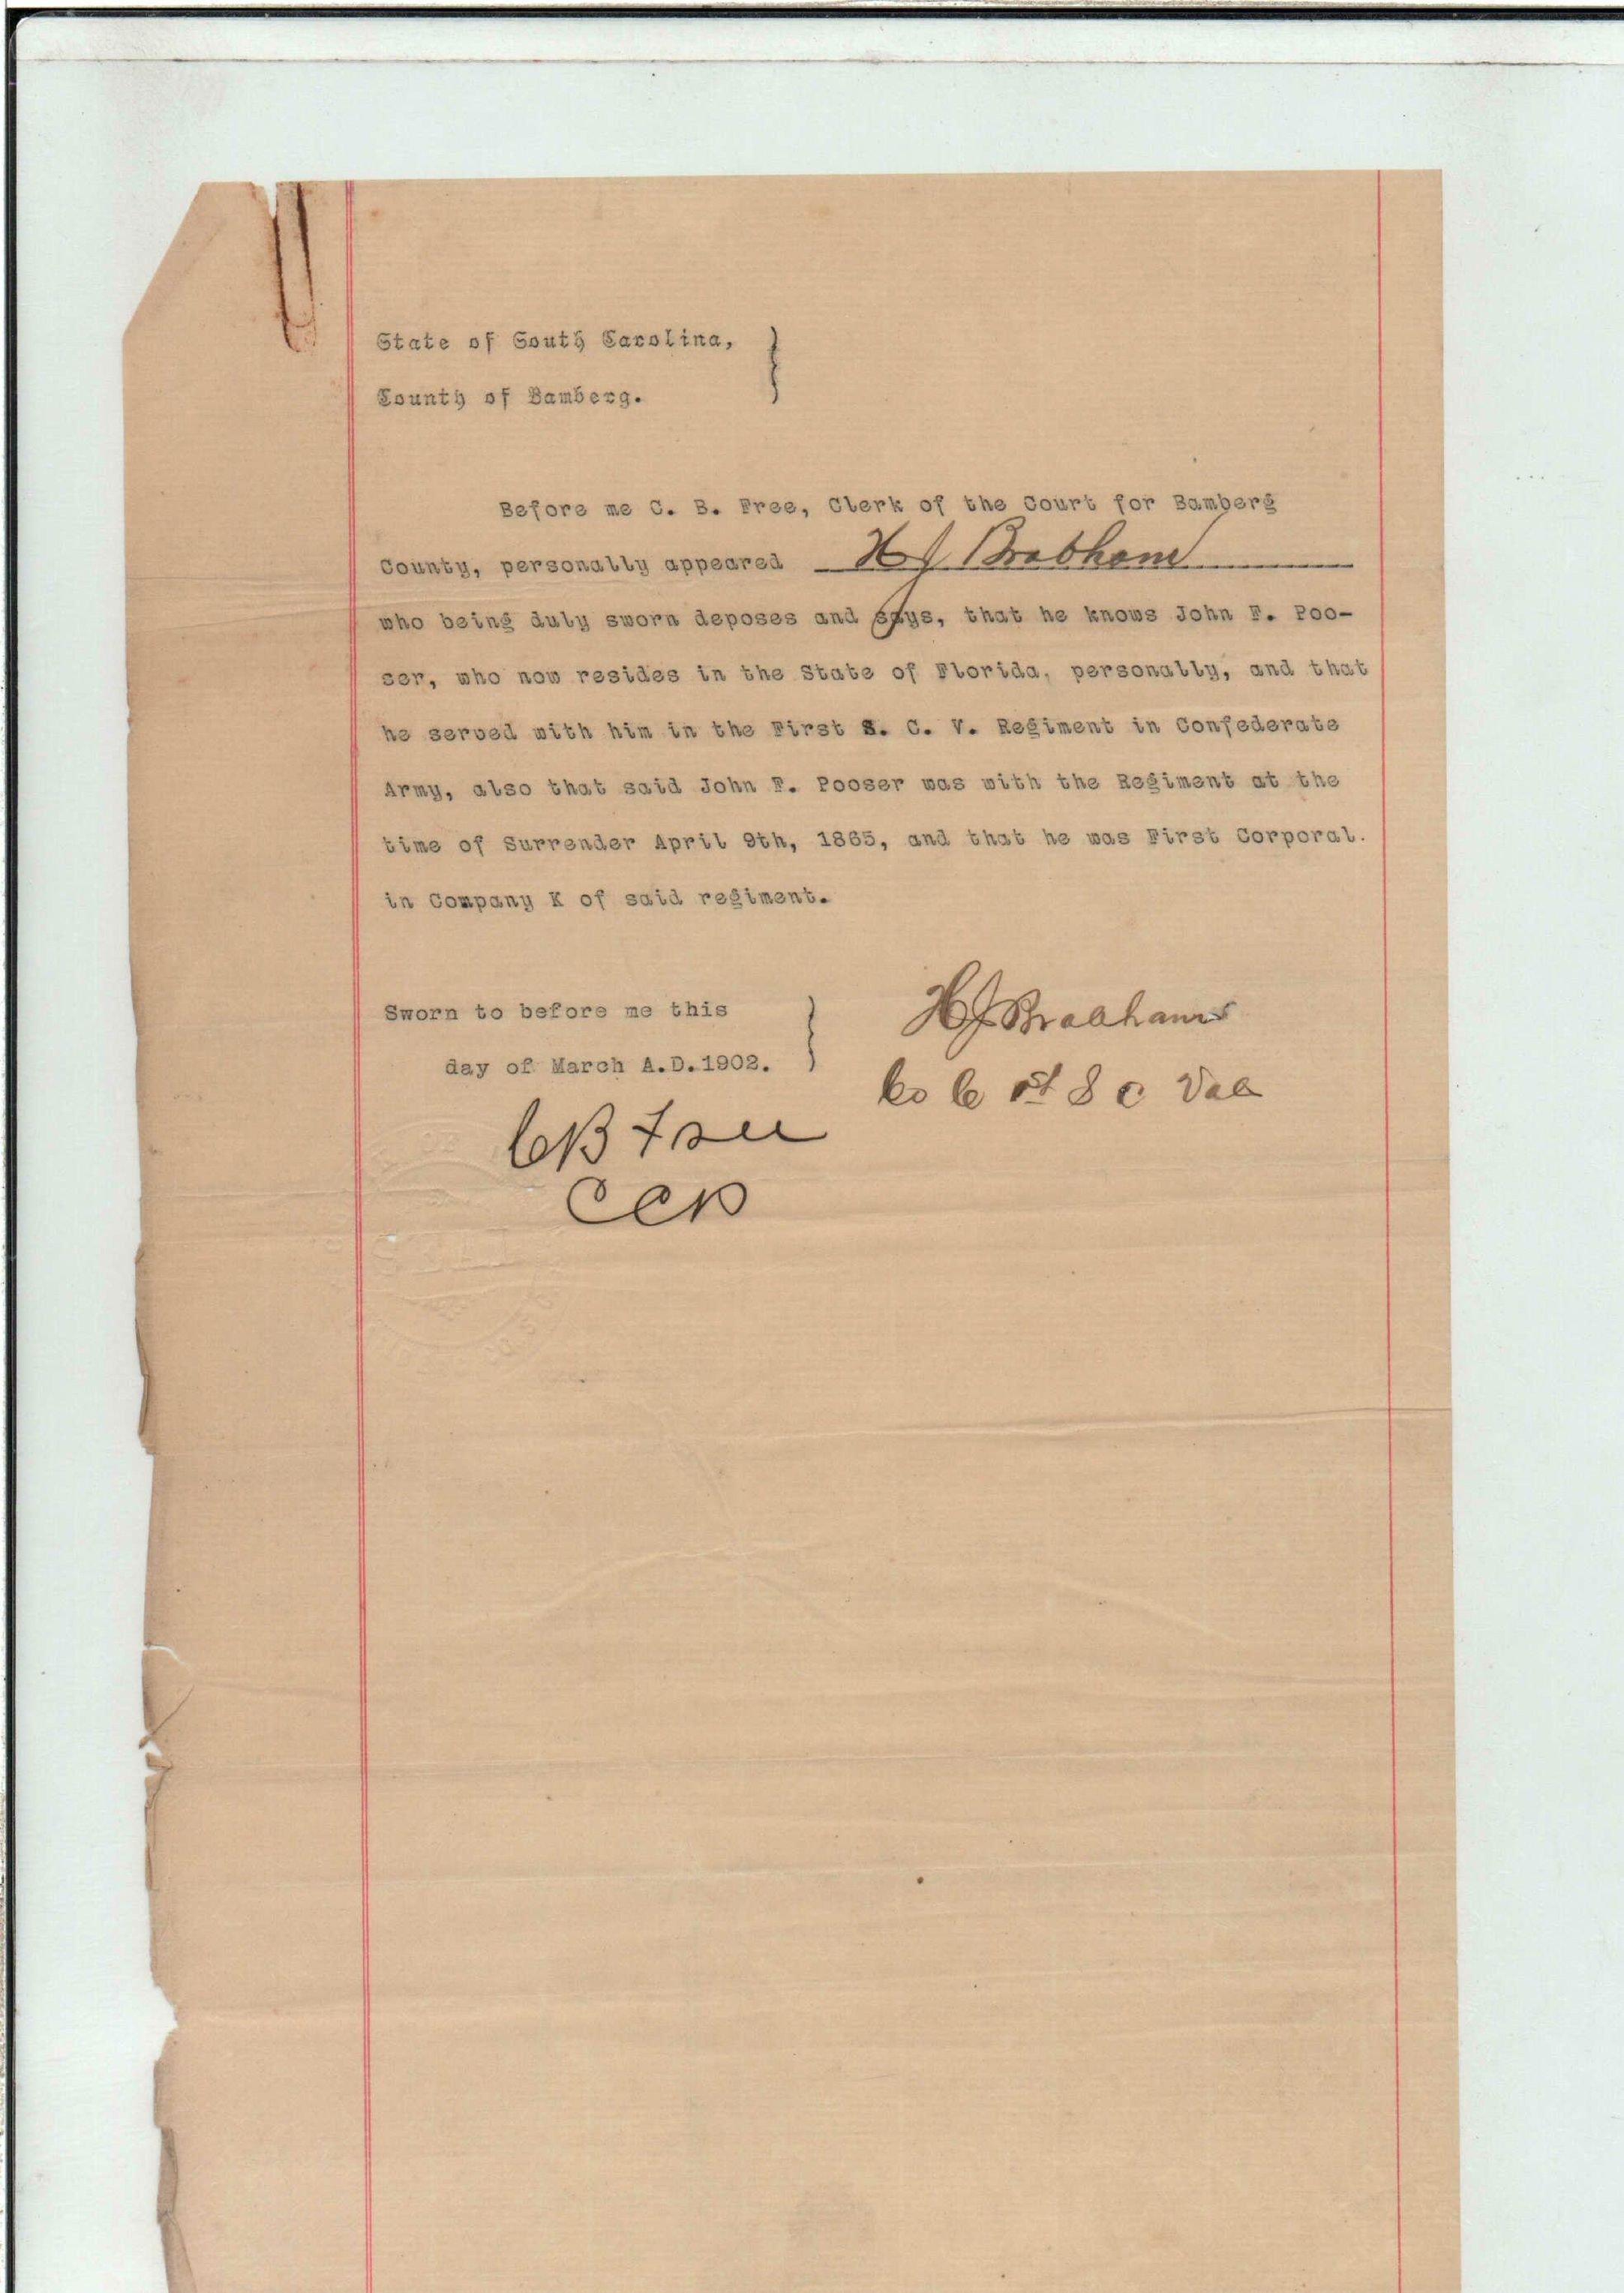 State of South Carolina,
County of Bamberg.
Before me C. B. Free, Clerk of the Court for Bamberg
County, personally appeared H J Brabham
who being duly sworn deposes and says, that he knows John F. Poo-
ser, who now resides in the State of Florida, personally, and that
he served with him in the First S. C. V. Regiment in Confederate
Army, also that said John F. Pooser was with the Regiment at the
time of Surrender April 9th, 1865, and that he was First Corporal.
in Company K of said regiment.
Sworn to before me this
day of March A.D.1902.
H J Brabham
Co
C B Free